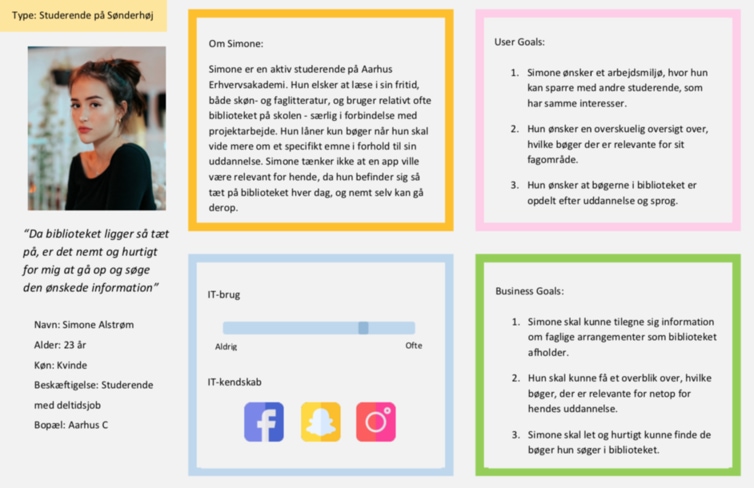 Type: Studerende på Sønderhøj
“Da biblioteket ligger så tæt
på, er det nemt og hurtigt
for mig at gå op og søge
den ønskede information”
Navn: Simone Alstrøm
Alder: 23 år
Køn: Kvinde
Beskæftigelse: Studerende
med deltidsjob
Bopæl: Aarhus C
Om Simone:
Simone er en aktiv studerende på Aarhus
Erhvervsakademi. Hun elsker at læse i sin fritid,
både skøn- og faglitteratur, og bruger relativt ofte
biblioteket på skolen - særlig i forbindelse med
projektarbejde. Hun låner kun bøger når hun skal
vide mere om et specifikt emne i forhold til sin
uddannelse. Simone tænker ikke at en app ville
være relevant for hende, da hun befinder sig så
tæt på biblioteket hver dag, og nemt selv kan gå
derop.
IT-brug
Aldrig
Ofte
IT-kendskab
User Goals:
1. Simone ønsker et arbejdsmiljø, hvor hun
kan sparre med andre studerende, som
har samme interesser.
2. Hun ønsker en overskuelig oversigt over,
hvilke bøger der er relevante for sit
fagområde.
3. Hun ønsker at bøgerne i biblioteket er
opdelt efter uddannelse og sprog.
Business Goals:
1. Simone skal kunne tilegne sig information
om faglige arrangementer som biblioteket
afholder.
2. Hun skal kunne få et overblik over, hvilke
bøger, der er relevante for netop for
hendes uddannelse.
3. Simone skal let og hurtigt kunne finde de
bøger hun søger i biblioteket.